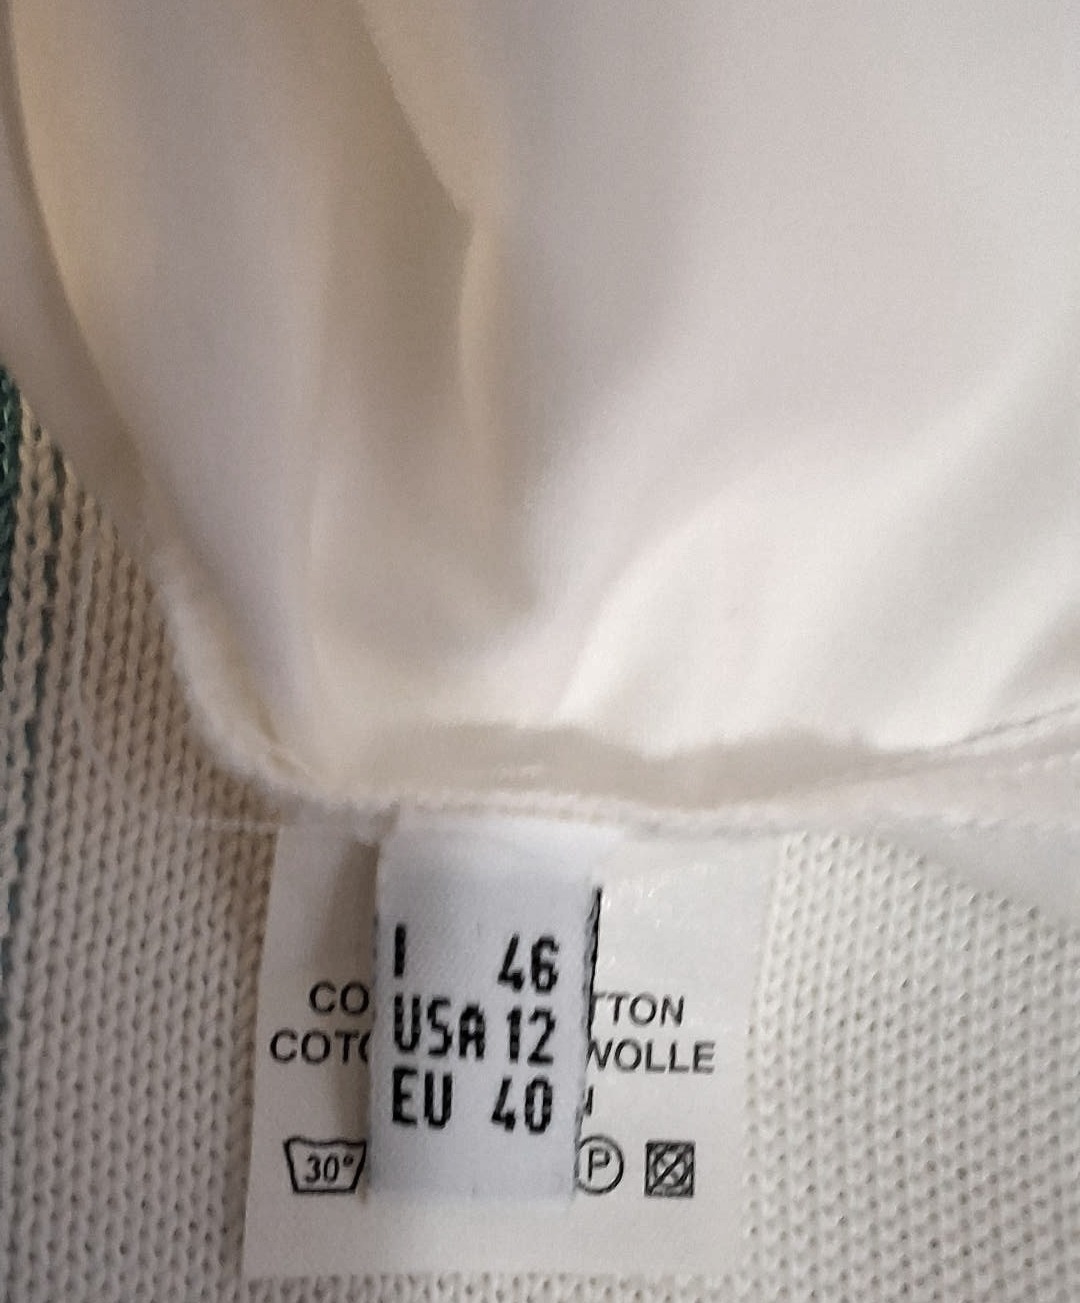 I 46
USA 12
EU 40
CO TTON
COTO WOLLE
30°
P